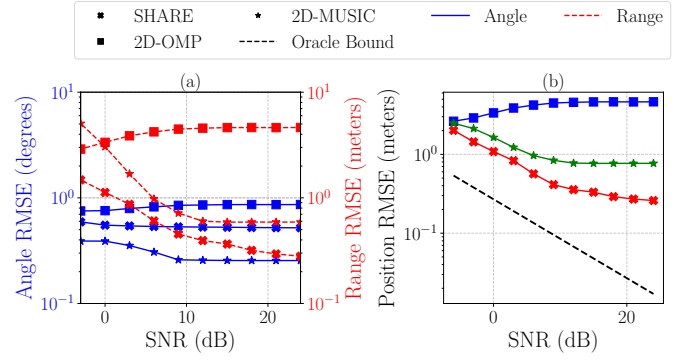 SHARE 2D-MUSIC Angle Range
2D-OMP Oracle Bound
(a) (b)
Angle RMSE (degrees)
10^1
10^0
10^{-1}
0 20
SNR (dB)
10^1
10^0
10^{-1}
Range RMSE (meters)
Position RMSE (meters)
10^0
10^{-1}
0 20
SNR (dB)